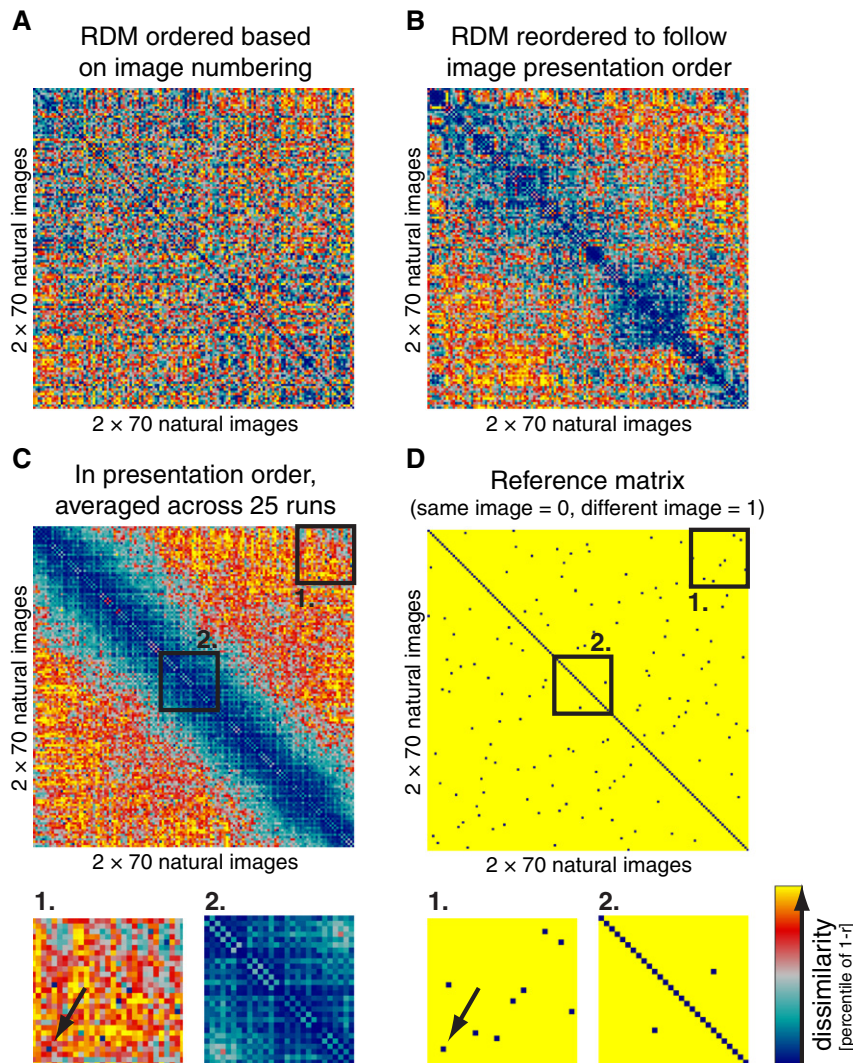 A
RDM ordered based
on image numbering
2 × 70 natural images
2 × 70 natural images
B
RDM reordered to follow
image presentation order
2 × 70 natural images
2 × 70 natural images
C
In presentation order,
averaged across 25 runs
2 × 70 natural images
1.
2.
2 × 70 natural images
D
Reference matrix
(same image = 0, different image = 1)
2 × 70 natural images
1.
2.
2 × 70 natural images
1.
2.
1.
2.
dissimilarity
[percentile of 1-r]